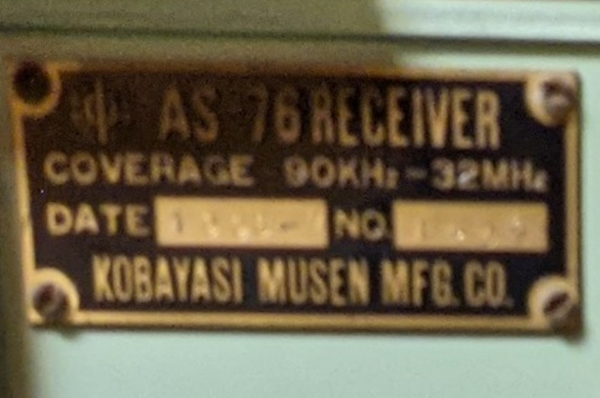 AS 76 RECEIVER
COVERAGE 90KHz-32MHz
DATE NO.
KOBAYASI MUSEN MFG. CO.